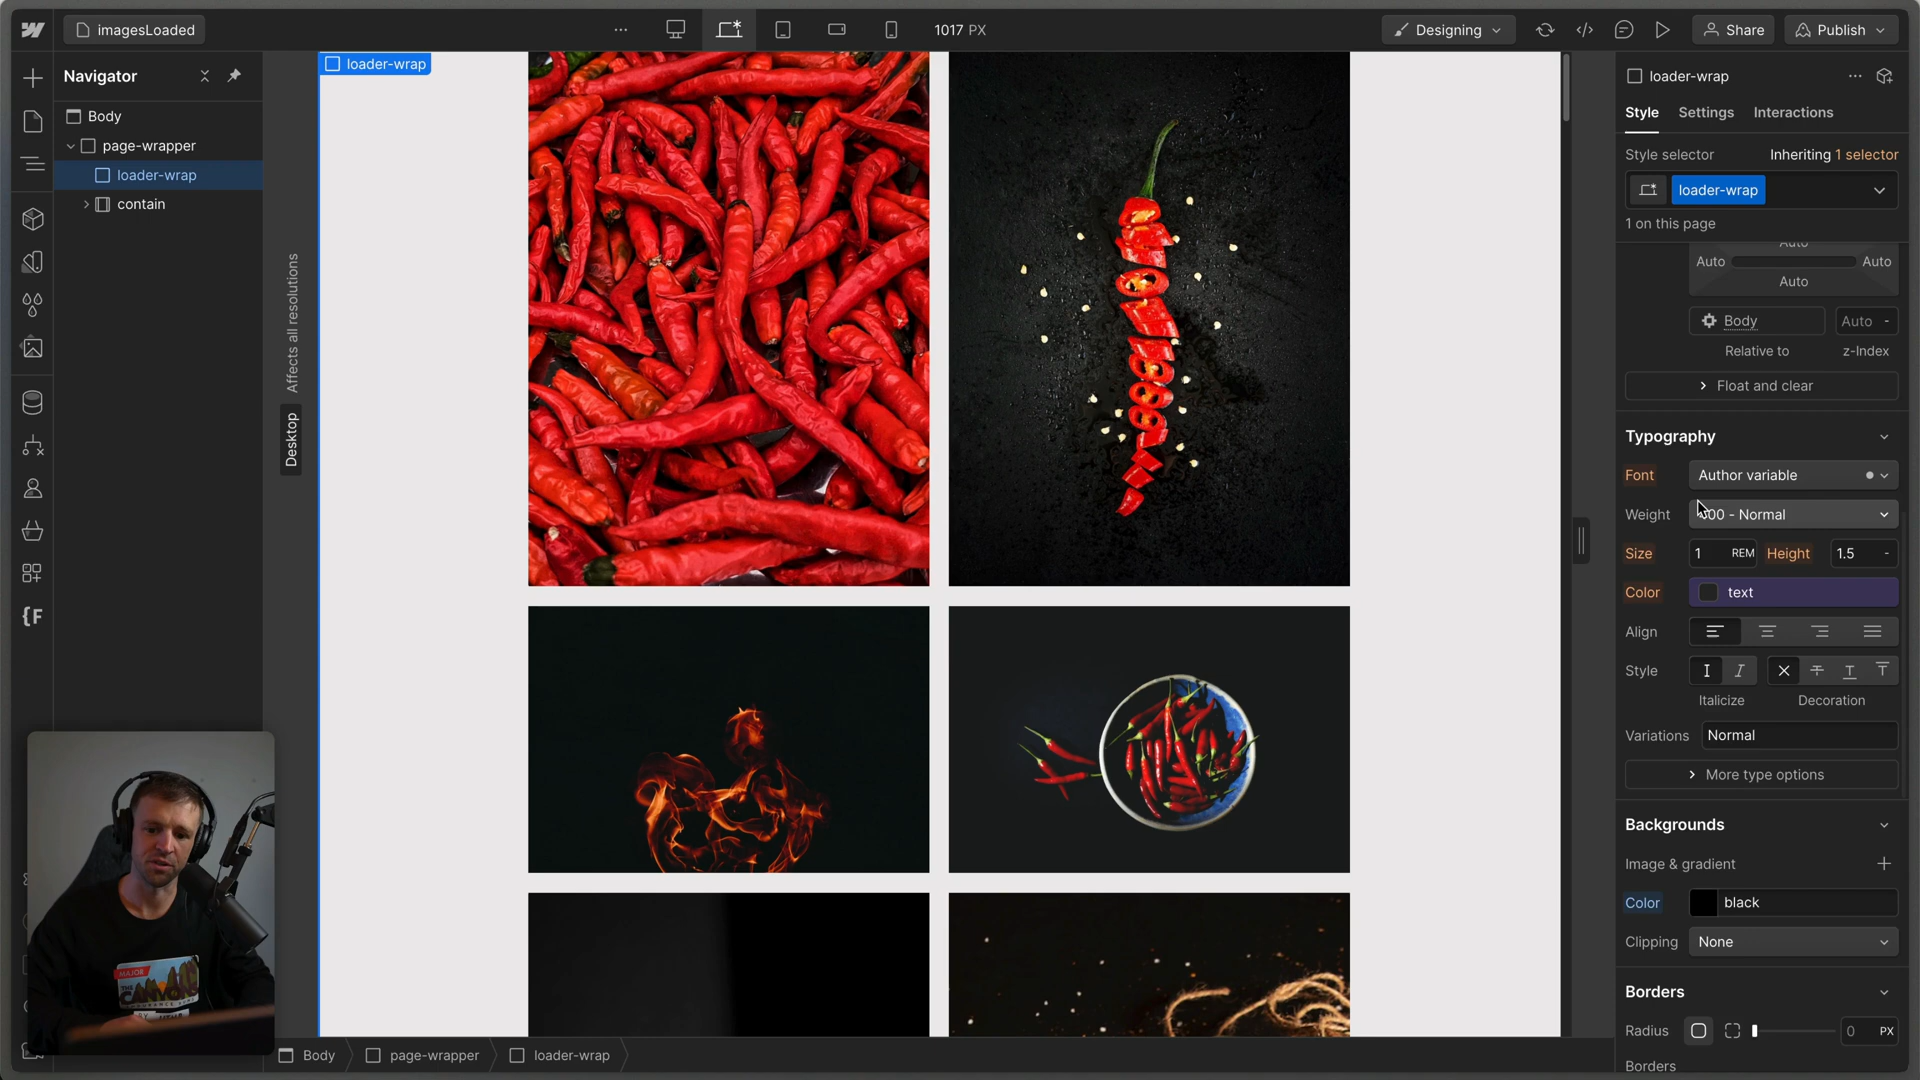 imagesLoaded
1017 PX
Designing
Share
Publish
Navigator
Body
page-wrapper
loader-wrap
contain
Affects all resolutions
Desktop
loader-wrap
loader-wrap
Style
Settings
Interactions
Style selector
Inheriting 1 selector
loader-wrap
1 on this page
Auto
Auto
Auto
Auto
Body
Auto -
Relative to
z-Index
Float and clear
Typography
Font
Author variable
Weight
00 - Normal
Size
1 REM
Height
1.5 -
Color
text
Align
Style
Italicize
Decoration
Variations
Normal
More type options
Backgrounds
Image & gradient
Color
black
Clipping
None
Borders
Radius
0 PX
Borders
MAJOR
THE
CANYONS
Body
page-wrapper
loader-wrap